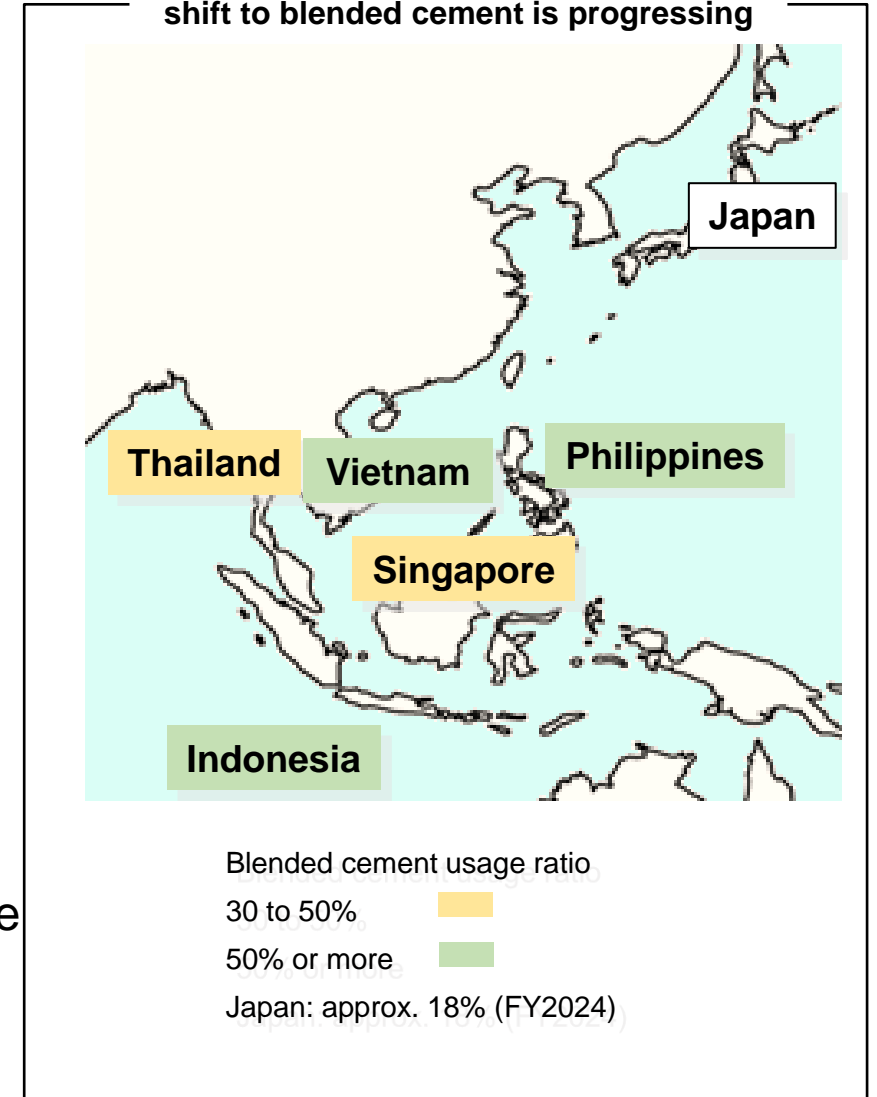 shift to blended cement is progressing
Japan
Thailand
Vietnam
Philippines
Singapore
Indonesia
Blended cement usage ratio
30 to 50%
50% or more
Japan: approx. 18% (FY2024)
e